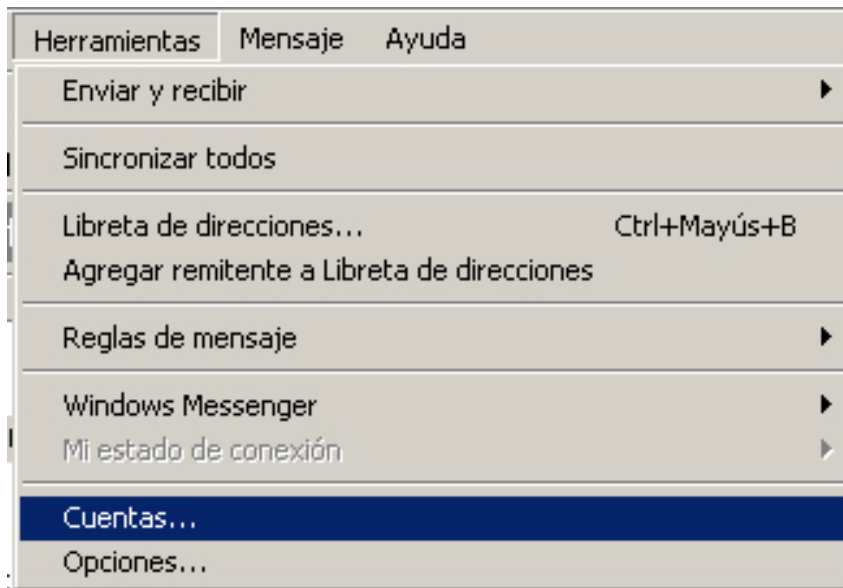 Herramientas Mensaje Ayuda
Enviar y recibir
Sincronizar todos
Libreta de direcciones... Ctrl+Mayús+B
Agregar remitente a Libreta de direcciones
Reglas de mensaje
Windows Messenger
Mi estado de conexión
Cuentas...
Opciones...